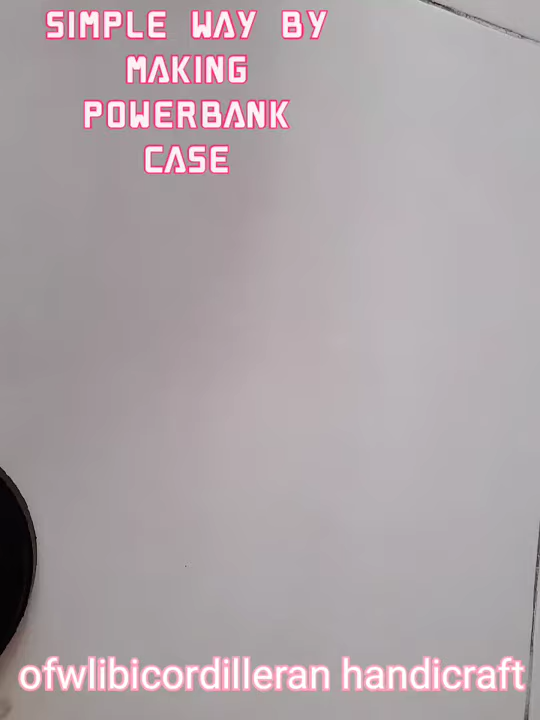 SIMPLE WAY BY
MAKING
POWERBANK
CASE
ofwlibicordilleran handicraft